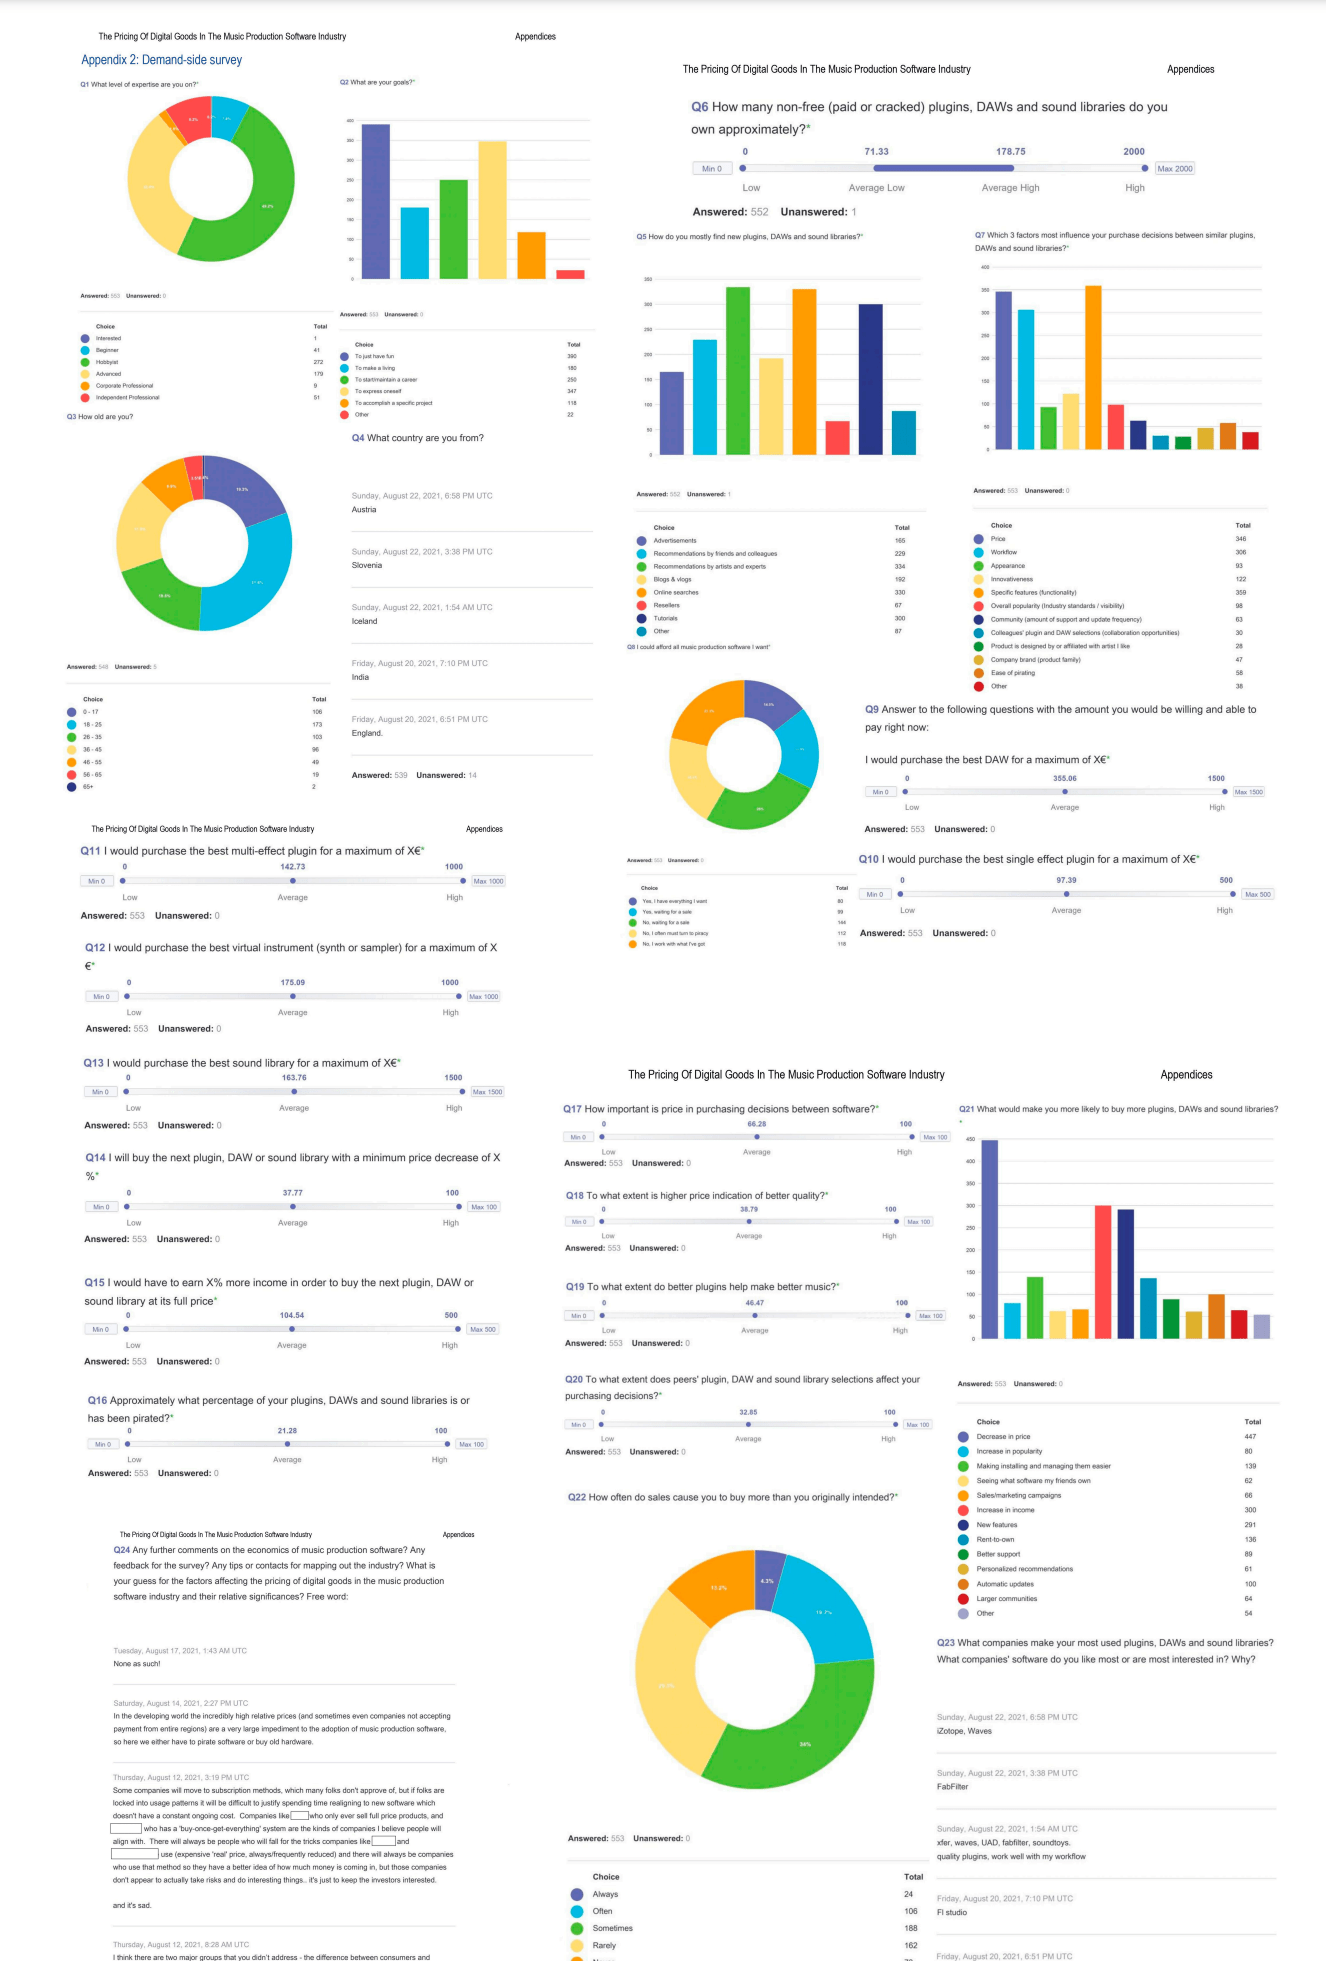 The Pricing Of Digital Goods In The Music Production Software Industry
Appendices
Appendix 2: Demand-side survey
Q1 What level of expertise are you on?*
Answered: 553 Unanswered: 0
Choice Total
Interested 1
Beginner 41
Hobbyist 272
Advanced 179
Corporate Professional 9
Independent Professional 51
Q2 What are your goals?*
400
350
300
250
200
150
100
50
0
Answered: 553 Unanswered: 0
Choice Total
To just have fun 390
To make a living 180
To start/maintain a career 250
To express oneself 347
To accomplish a specific project 118
Other 22
Q3 How old are you?
Answered: 548 Unanswered: 5
Choice Total
0 - 17 106
18 - 25 173
26 - 35 103
36 - 45 96
46 - 55 49
56 - 65 19
65+ 2
Q4 What country are you from?
Sunday, August 22, 2021, 6:58 PM UTC
Austria
Sunday, August 22, 2021, 3:38 PM UTC
Slovenia
Sunday, August 22, 2021, 1:54 AM UTC
Iceland
Friday, August 20, 2021, 7:10 PM UTC
India
Friday, August 20, 2021, 6:51 PM UTC
England.
Answered: 539 Unanswered: 14
The Pricing Of Digital Goods In The Music Production Software Industry
Appendices
Q6 How many non-free (paid or cracked) plugins, DAWs and sound libraries do you
own approximately?*
0 71.33 178.75 2000
Min 0 Max 2000
Low Average Low Average High High
Answered: 552 Unanswered: 1
Q5 How do you mostly find new plugins, DAWs and sound libraries?*
350
300
250
200
150
100
50
0
Answered: 552 Unanswered: 1
Choice Total
Advertisements 165
Recommendations by friends and colleagues 229
Recommendations by artists and experts 334
Blogs & vlogs 192
Online searches 330
Resellers 67
Tutorials 300
Other 87
Q7 Which 3 factors most influence your purchase decisions between similar plugins,
DAWs and sound libraries?*
400
350
300
250
200
150
100
50
0
Answered: 553 Unanswered: 0
Choice Total
Price 346
Workflow 306
Appearance 93
Innovativeness 122
Specific features (functionality) 359
Overall popularity (Industry standards / visibility) 98
Community (amount of support and update frequency) 63
Colleagues' plugin and DAW selections (collaboration opportunities) 30
Product is designed by or affiliated with artist I like 28
Company brand (product family) 47
Ease of pirating 58
Other 38
Q8 I could afford all music production software I want*
Answered: 553 Unanswered: 0
Choice Total
Yes, I have everything I want 80
Yes, waiting for a sale 99
No, waiting for a sale 144
No, I often must turn to piracy 112
No, I work with what I've got 118
Q9 Answer to the following questions with the amount you would be willing and able to
pay right now:
I would purchase the best DAW for a maximum of X€*
0 355.06 1500
Min 0 Max 1500
Low Average High
Answered: 553 Unanswered: 0
Q10 I would purchase the best single effect plugin for a maximum of X€*
0 97.39 500
Min 0 Max 500
Low Average High
Answered: 553 Unanswered: 0
The Pricing Of Digital Goods In The Music Production Software Industry
Appendices
Q11 I would purchase the best multi-effect plugin for a maximum of X€*
0 142.73 1000
Min 0 Max 1000
Low Average High
Answered: 553 Unanswered: 0
Q12 I would purchase the best virtual instrument (synth or sampler) for a maximum of X
€*
0 175.09 1000
Min 0 Max 1000
Low Average High
Answered: 553 Unanswered: 0
Q13 I would purchase the best sound library for a maximum of X€*
0 163.76 1500
Min 0 Max 1500
Low Average High
Answered: 553 Unanswered: 0
Q14 I will buy the next plugin, DAW or sound library with a minimum price decrease of X
%*
0 37.77 100
Min 0 Max 100
Low Average High
Answered: 553 Unanswered: 0
Q15 I would have to earn X% more income in order to buy the next plugin, DAW or
sound library at its full price*
0 104.54 500
Min 0 Max 500
Low Average High
Answered: 553 Unanswered: 0
Q16 Approximately what percentage of your plugins, DAWs and sound libraries is or
has been pirated?*
0 21.28 100
Min 0 Max 100
Low Average High
Answered: 553 Unanswered: 0
The Pricing Of Digital Goods In The Music Production Software Industry
Appendices
Q17 How important is price in purchasing decisions between software?*
0 66.28 100
Min 0 Max 100
Low Average High
Answered: 553 Unanswered: 0
Q18 To what extent is higher price indication of better quality?*
0 38.79 100
Min 0 Max 100
Low Average High
Answered: 553 Unanswered: 0
Q19 To what extent do better plugins help make better music?*
0 46.47 100
Min 0 Max 100
Low Average High
Answered: 553 Unanswered: 0
Q20 To what extent does peers' plugin, DAW and sound library selections affect your
purchasing decisions?*
0 32.85 100
Min 0 Max 100
Low Average High
Answered: 553 Unanswered: 0
Q21 What would make you more likely to buy more plugins, DAWs and sound libraries?
*
450
400
350
300
250
200
150
100
50
0
Answered: 553 Unanswered: 0
Choice Total
Decrease in price 447
Increase in popularity 80
Making installing and managing them easier 139
Seeing what software my friends own 62
Sales/marketing campaigns 66
Increase in income 300
New features 291
Rent-to-own 136
Better support 89
Personalized recommendations 61
Automatic updates 100
Larger communities 64
Other 54
Q22 How often do sales cause you to buy more than you originally intended?*
4.3%
34%
Answered: 553 Unanswered: 0
Choice Total
Always 24
Often 106
Sometimes 188
Rarely 162
Q23 What companies make your most used plugins, DAWs and sound libraries?
What companies' software do you like most or are most interested in? Why?
Sunday, August 22, 2021, 6:58 PM UTC
iZotope, Waves
Sunday, August 22, 2021, 3:38 PM UTC
FabFilter
Sunday, August 22, 2021, 1:54 AM UTC
xfer, waves, UAD, fabfilter, soundtoys.
quality plugins, work well with my workflow
Friday, August 20, 2021, 7:10 PM UTC
Fl studio
Friday, August 20, 2021, 6:51 PM UTC
The Pricing Of Digital Goods In The Music Production Software Industry
Appendices
Q24 Any further comments on the economics of music production software? Any
feedback for the survey? Any tips or contacts for mapping out the industry? What is
your guess for the factors affecting the pricing of digital goods in the music production
software industry and their relative significances? Free word:
Tuesday, August 17, 2021, 1:43 AM UTC
None as such!
Saturday, August 14, 2021, 2:27 PM UTC
In the developing world the incredibly high relative prices (and sometimes even companies not accepting
payment from entire regions) are a very large impediment to the adoption of music production software,
so here we either have to pirate software or buy old hardware.
Thursday, August 12, 2021, 3:19 PM UTC
Some companies will move to subscription methods, which many folks don't approve of, but if folks are
locked into usage patterns it will be difficult to justify spending time realigning to new software which
doesn't have a constant ongoing cost. Companies like who only ever sell full price products, and
who has a 'buy-once-get-everything' system are the kinds of companies I believe people will
align with. There will always be people who will fall for the tricks companies like and
use (expensive 'real' price, always/frequently reduced) and there will always be companies
who use that method so they have a better idea of how much money is coming in, but those companies
don't appear to actually take risks and do interesting things.. it's just to keep the investors interested.
and it's sad.
Thursday, August 12, 2021, 8:28 AM UTC
I think there are two major groups that you didn't address - the difference between consumers and